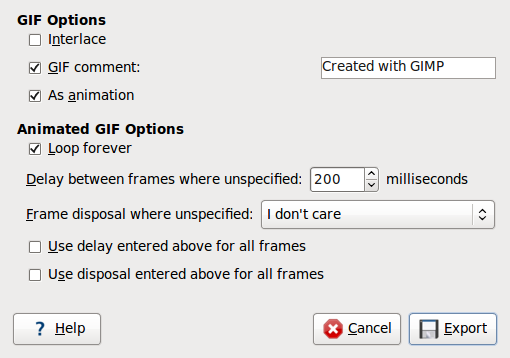 GIF Options
Interlace
GIF comment: Created with GIMP
As animation
Animated GIF Options
Loop forever
Delay between frames where unspecified: 200 milliseconds
Frame disposal where unspecified: I don't care
Use delay entered above for all frames
Use disposal entered above for all frames
? Help Cancel Export